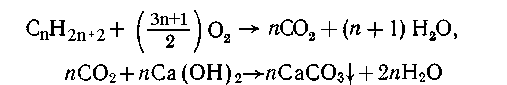 CnH2n+2 + (3n+1/2) O2 → nCO2 + (n + 1) H2O,
nCO2+nCa (OH)2→nCaCO3↓ + 2nH2O